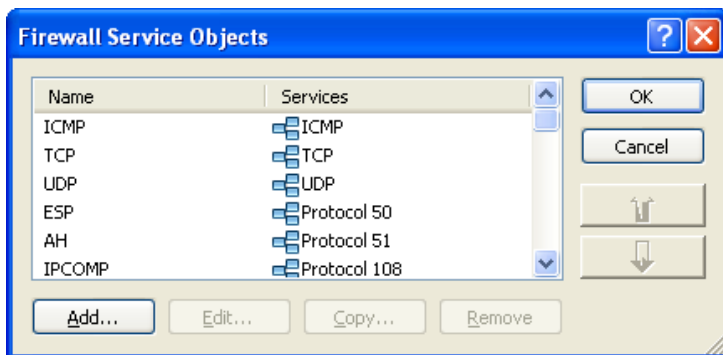 Firewall Service Objects
Name Services
ICMP ICMP
TCP TCP
UDP UDP
ESP Protocol 50
AH Protocol 51
IPCOMP Protocol 108
OK
Cancel
Add... Edit... Copy... Remove